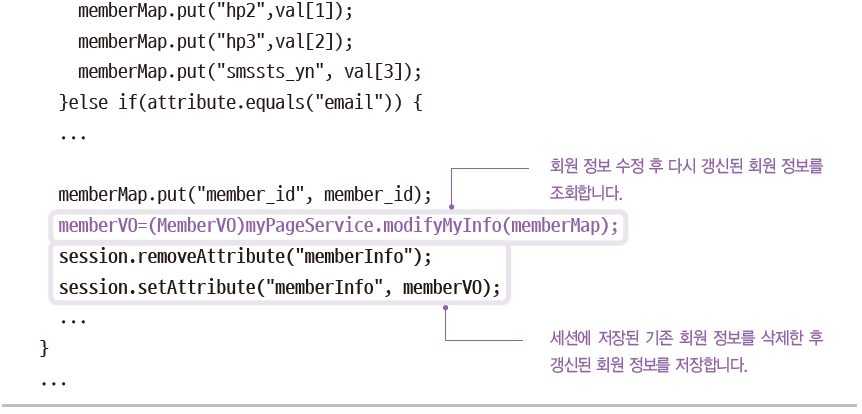 memberMap.put("hp2",val[1]);
memberMap.put("hp3",val[2]);
memberMap.put("smssts_yn", val[3]);
}else if(attribute.equals("email")) {
...
회원 정보 수정 후 다시 갱신된 회원 정보를
조회합니다.
memberMap.put("member_id", member_id);
memberVO=(MemberVO)myPageService.modifyMyInfo(memberMap);
session.removeAttribute("memberInfo");
session.setAttribute("memberInfo", memberVO);
...
세션에 저장된 기존 회원 정보를 삭제한 후
갱신된 회원 정보를 저장합니다.
}
...